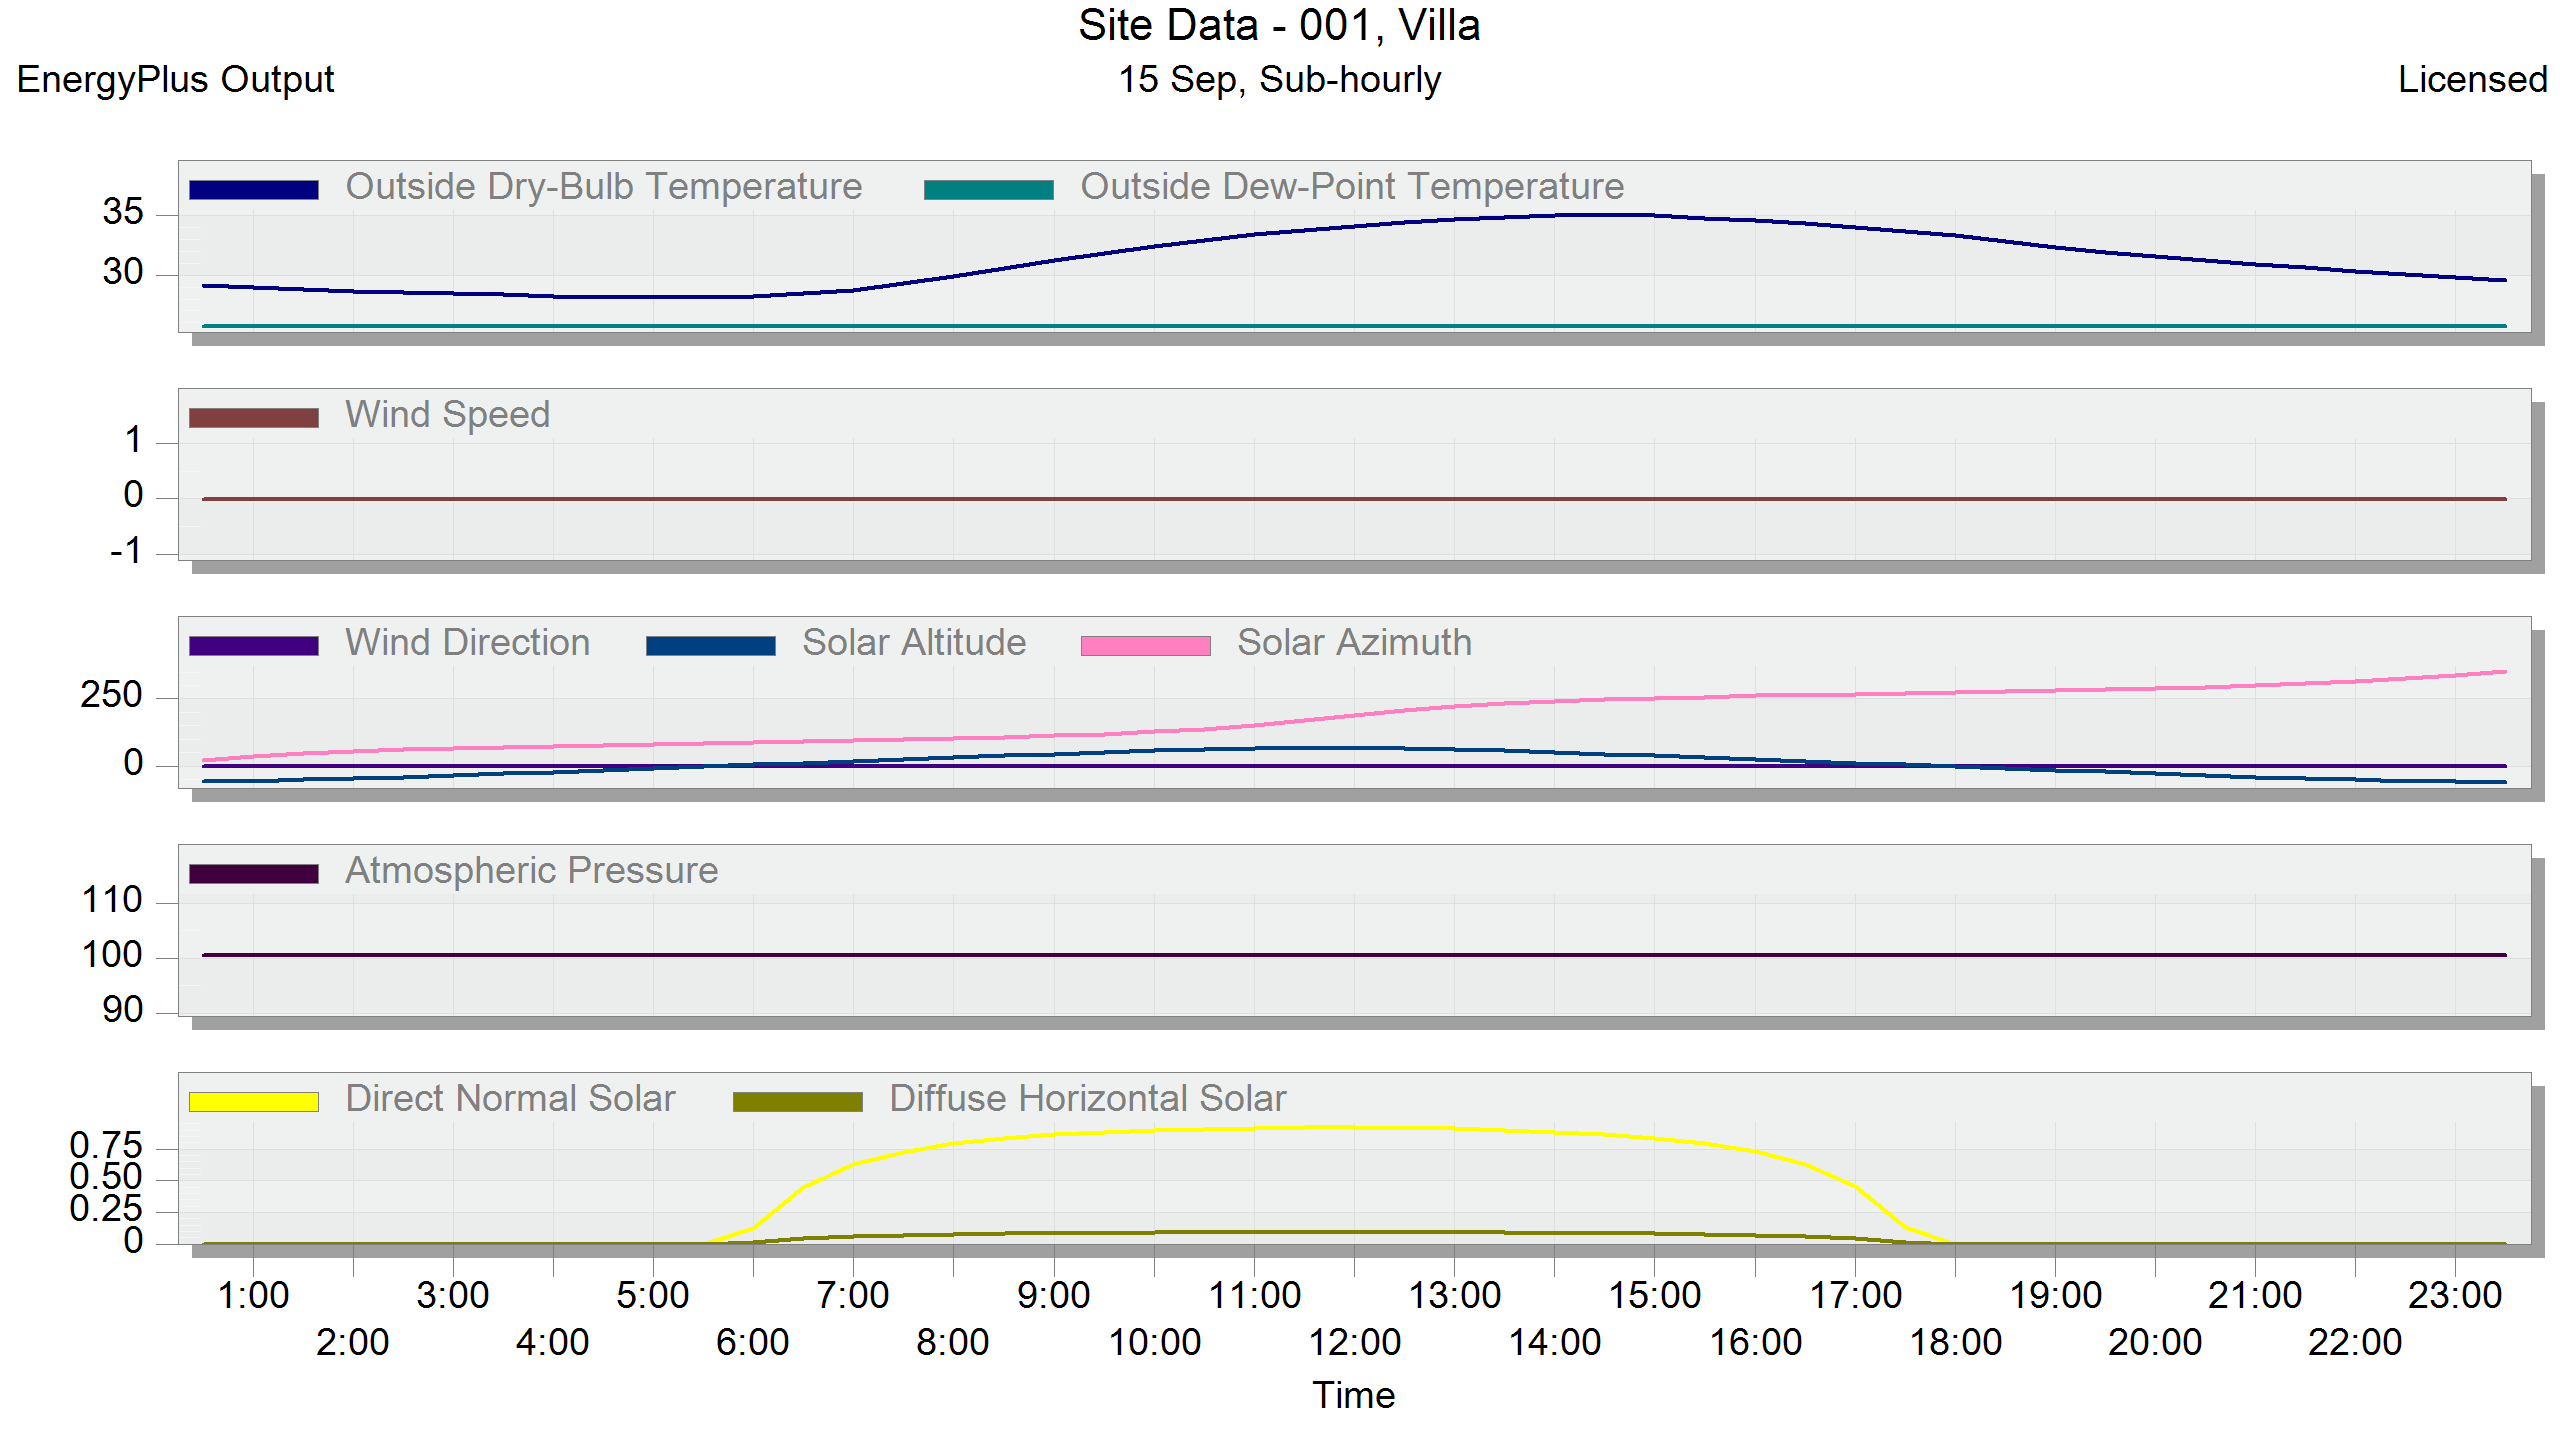 Site Data - 001, Villa
EnergyPlus Output
15 Sep, Sub-hourly
Licensed
Outside Dry-Bulb Temperature
Outside Dew-Point Temperature
35
30
Wind Speed
1
0
-1
Wind Direction
Solar Altitude
Solar Azimuth
250
0
Atmospheric Pressure
110
100
90
Direct Normal Solar
Diffuse Horizontal Solar
0.75
0.50
0.25
0
1:00 3:00 5:00 7:00 9:00 11:00 13:00 15:00 17:00 19:00 21:00 23:00
2:00 4:00 6:00 8:00 10:00 12:00 14:00 16:00 18:00 20:00 22:00
Time